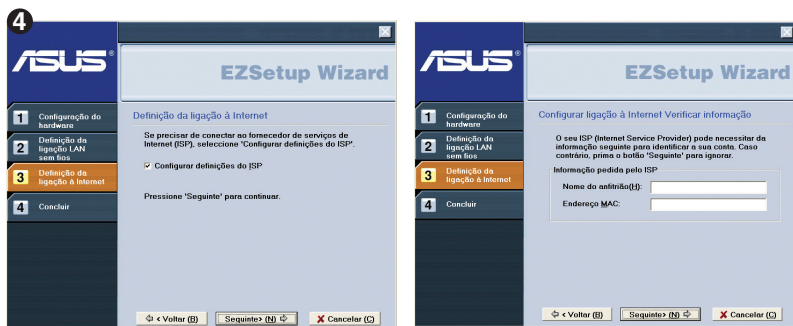 4
ASUS®
EZSetup Wizard
1 Configuração do
hardware
2 Definição da
ligação LAN
sem fios
3 Definição da
ligação à Internet
4 Concluir
Definição da ligação à Internet
Se precisar de conectar ao fornecedor de serviços de
Internet (ISP), seleccione 'Configurar definições do ISP'.
Configurar definições do ISP
Pressione 'Seguinte' para continuar.
< Voltar (B) Seguinte> (N) Cancelar (C)
ASUS®
EZSetup Wizard
1 Configuração do
hardware
2 Definição da
ligação LAN
sem fios
3 Definição da
ligação à Internet
4 Concluir
Configurar ligação à Internet Verificar informação
O seu ISP (Internet Service Provider) pode necessitar da
informação seguinte para identificar a sua conta. Caso
contrário, prima o botão 'Seguinte' para ignorar.
Informação pedida pelo ISP
Nome do anfitrião(H):
Endereço MAC:
< Voltar (B) Seguinte> (N) Cancelar (C)